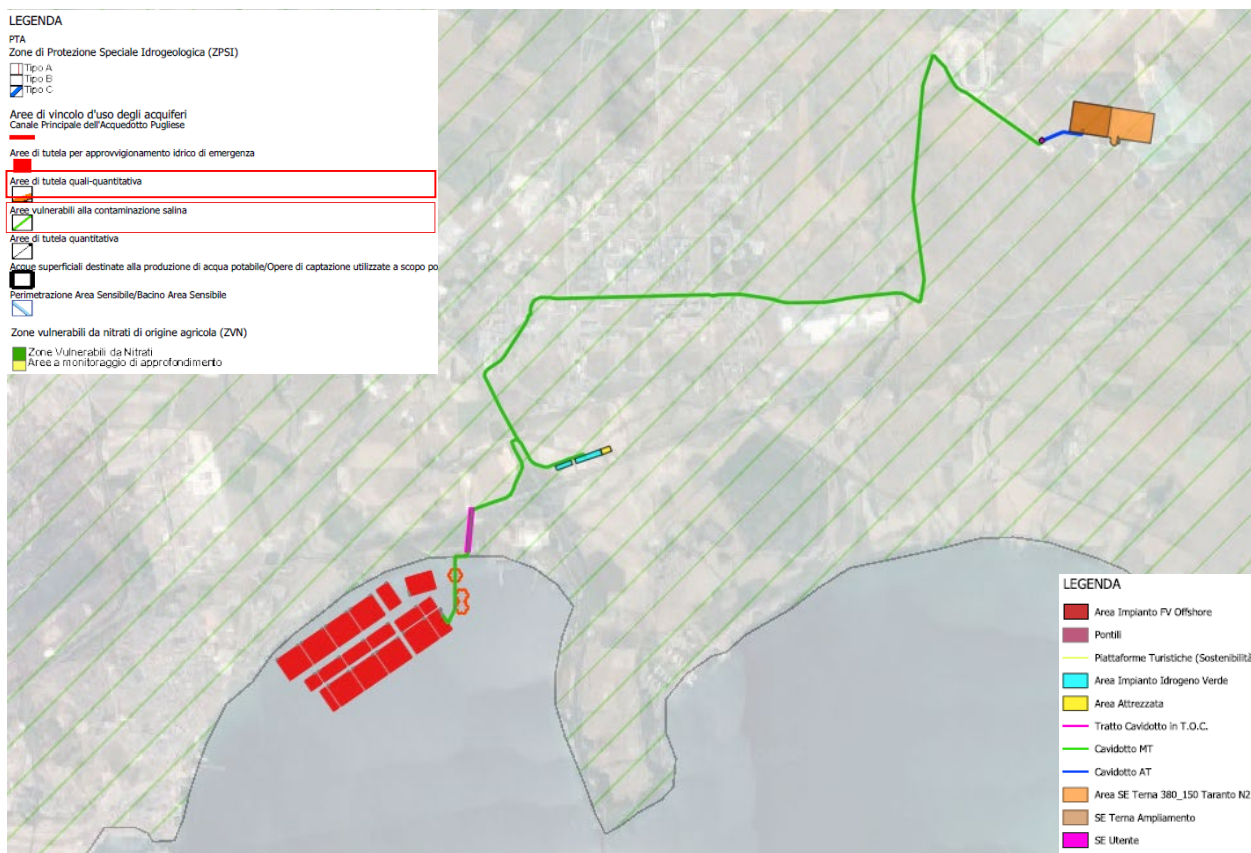 LEGENDA
PTA
Zone di Protezione Speciale Idrogeologica (ZPSI)
Tipo A
Tipo B
Tipo C
Aree di vincolo d'uso degli acquiferi
Canale Principale dell'Acquedotto Pugliese
Aree di tutela per approvvigionamento idrico di emergenza
Aree di tutela quali-quantitativa
Aree vulnerabili alla contaminazione salina
Aree di tutela quantitativa
Acque superficiali destinate alla produzione di acqua potabile/Opere di captazione utilizzate a scopo po
Perimetrazione Area Sensibile/Bacino Area Sensibile
Zone vulnerabili da nitrati di origine agricola (ZVN)
Zone Vulnerabili da Nitrati
Aree a monitoraggio di approfondimento
LEGENDA
Area Impianto FV Offshore
Pontili
Piattaforme Turistiche (Sostenibilità
Area Impianto Idrogeno Verde
Area Attrezzata
Tratto Cavidotto in T.O.C.
Cavidotto MT
Cavidotto AT
Area SE Terna 380_150 Taranto N2
SE Terna Ampliamento
SE Utente